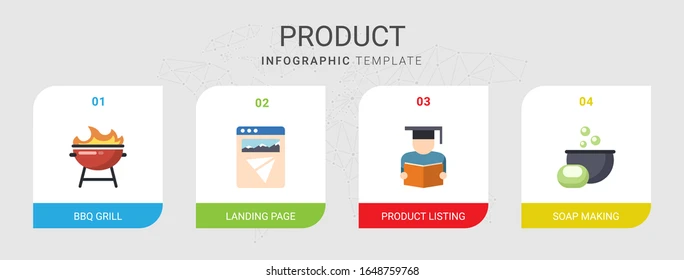 PRODUCT
INFOGRAPHIC TEMPLATE
01
02
03
04
BBQ GRILL
LANDING PAGE
PRODUCT LISTING
SOAP MAKING
shutterstock.com · 1648759768